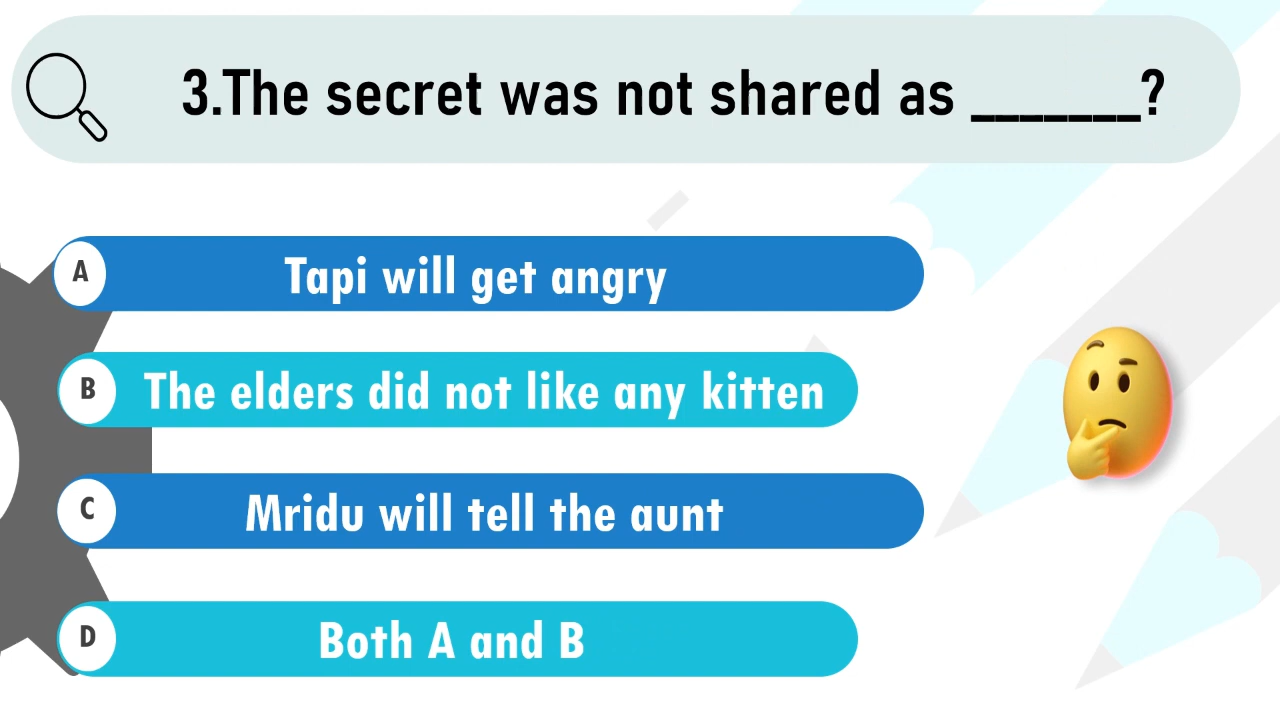 3.The secret was not shared as _______?
A Tapi will get angry
B The elders did not like any kitten
C Mridu will tell the aunt
D Both A and B